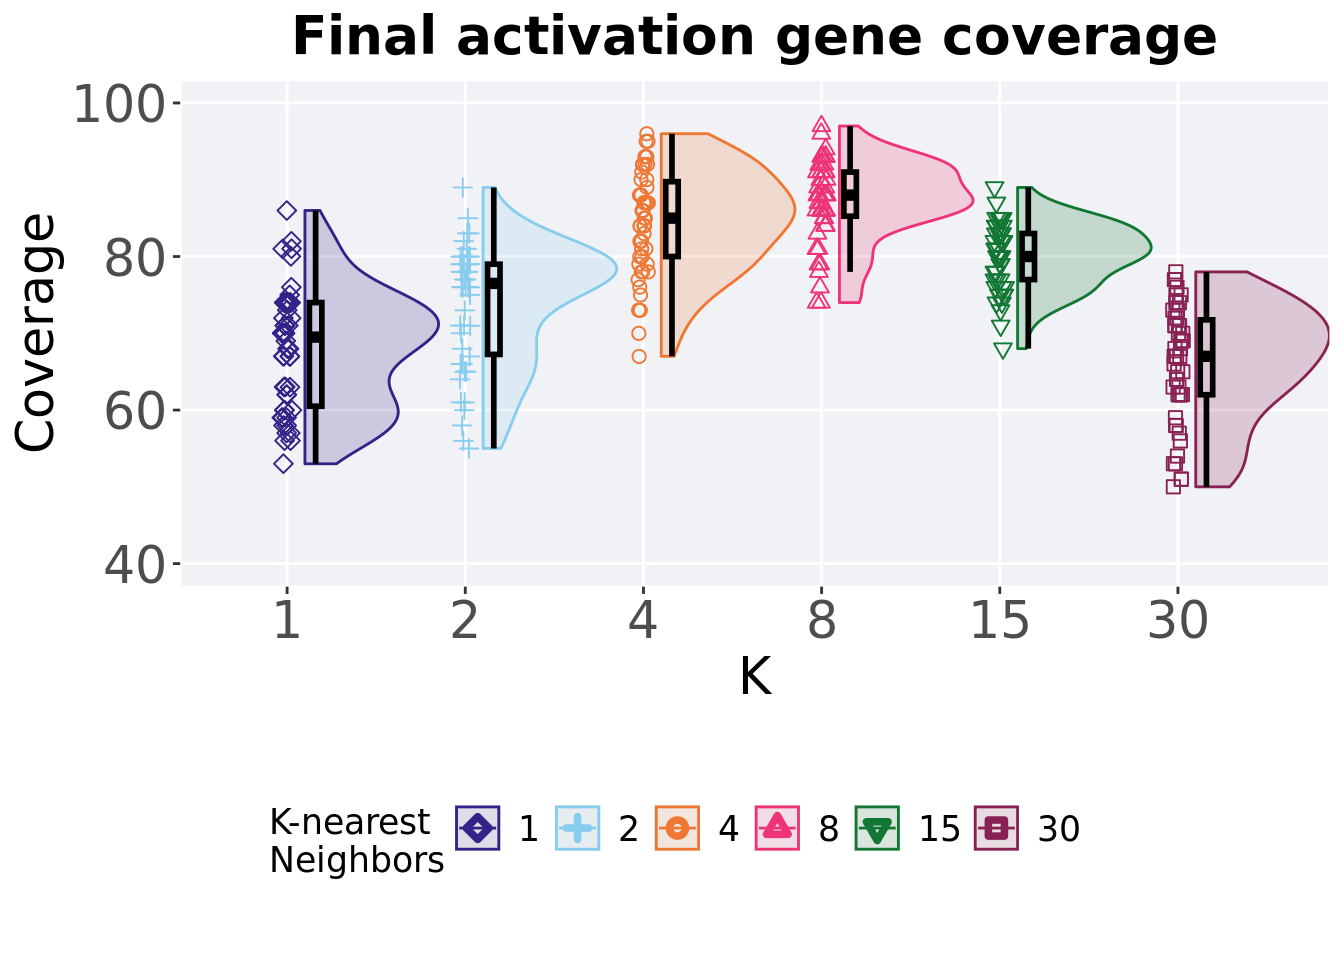 Final activation gene coverage
100
80
60
40
Coverage
1 2 4 8 15 30
K
K-nearest
Neighbors
1 2 4 8 15 30